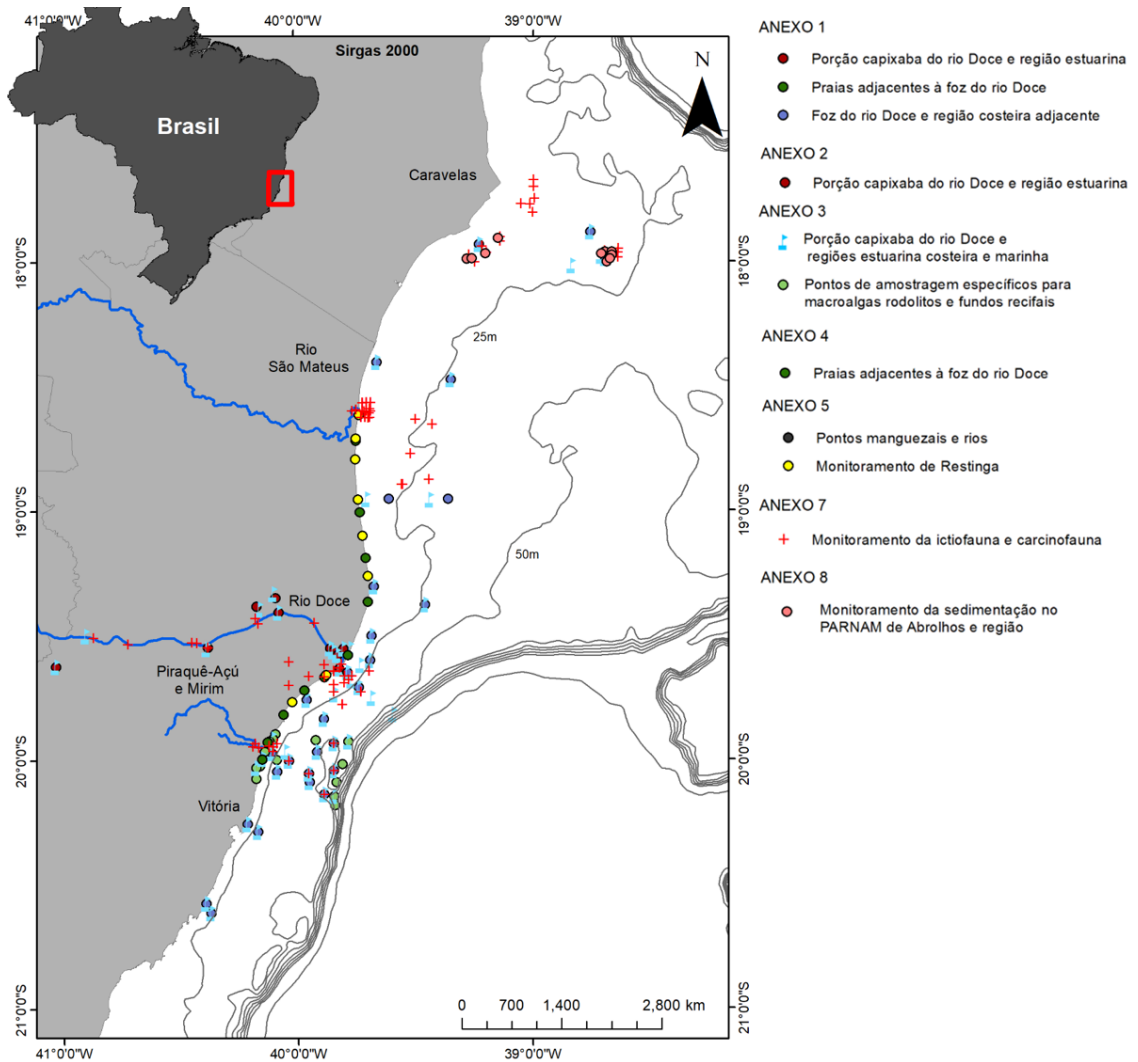 41°0'0"W
40°0'0"W
39°0'0"W
Sirgas 2000
N
Brasil
Caravelas
18°0'0"S
18°0'0"S
25m
Rio
São Mateus
19°0'0"S
19°0'0"S
50m
Rio Doce
Piraquê-Açú
e Mirim
20°0'0"S
20°0'0"S
Vitória
21°0'0"S
21°0'0"S
0 700 1,400 2,800 km
41°0'0"W
40°0'0"W
39°0'0"W
ANEXO 1
Porção capixaba do rio Doce e região estuarina
Praias adjacentes à foz do rio Doce
Foz do rio Doce e região costeira adjacente
ANEXO 2
Porção capixaba do rio Doce e região estuarina
ANEXO 3
Porção capixaba do rio Doce e
regiões estuarina costeira e marinha
Pontos de amostragem específicos para
macroalgas rodolitos e fundos recifais
ANEXO 4
Praias adjacentes à foz do rio Doce
ANEXO 5
Pontos manguezais e rios
Monitoramento de Restinga
ANEXO 7
Monitoramento da ictiofauna e carcinofauna
ANEXO 8
Monitoramento da sedimentação no
PARNAM de Abrolhos e região